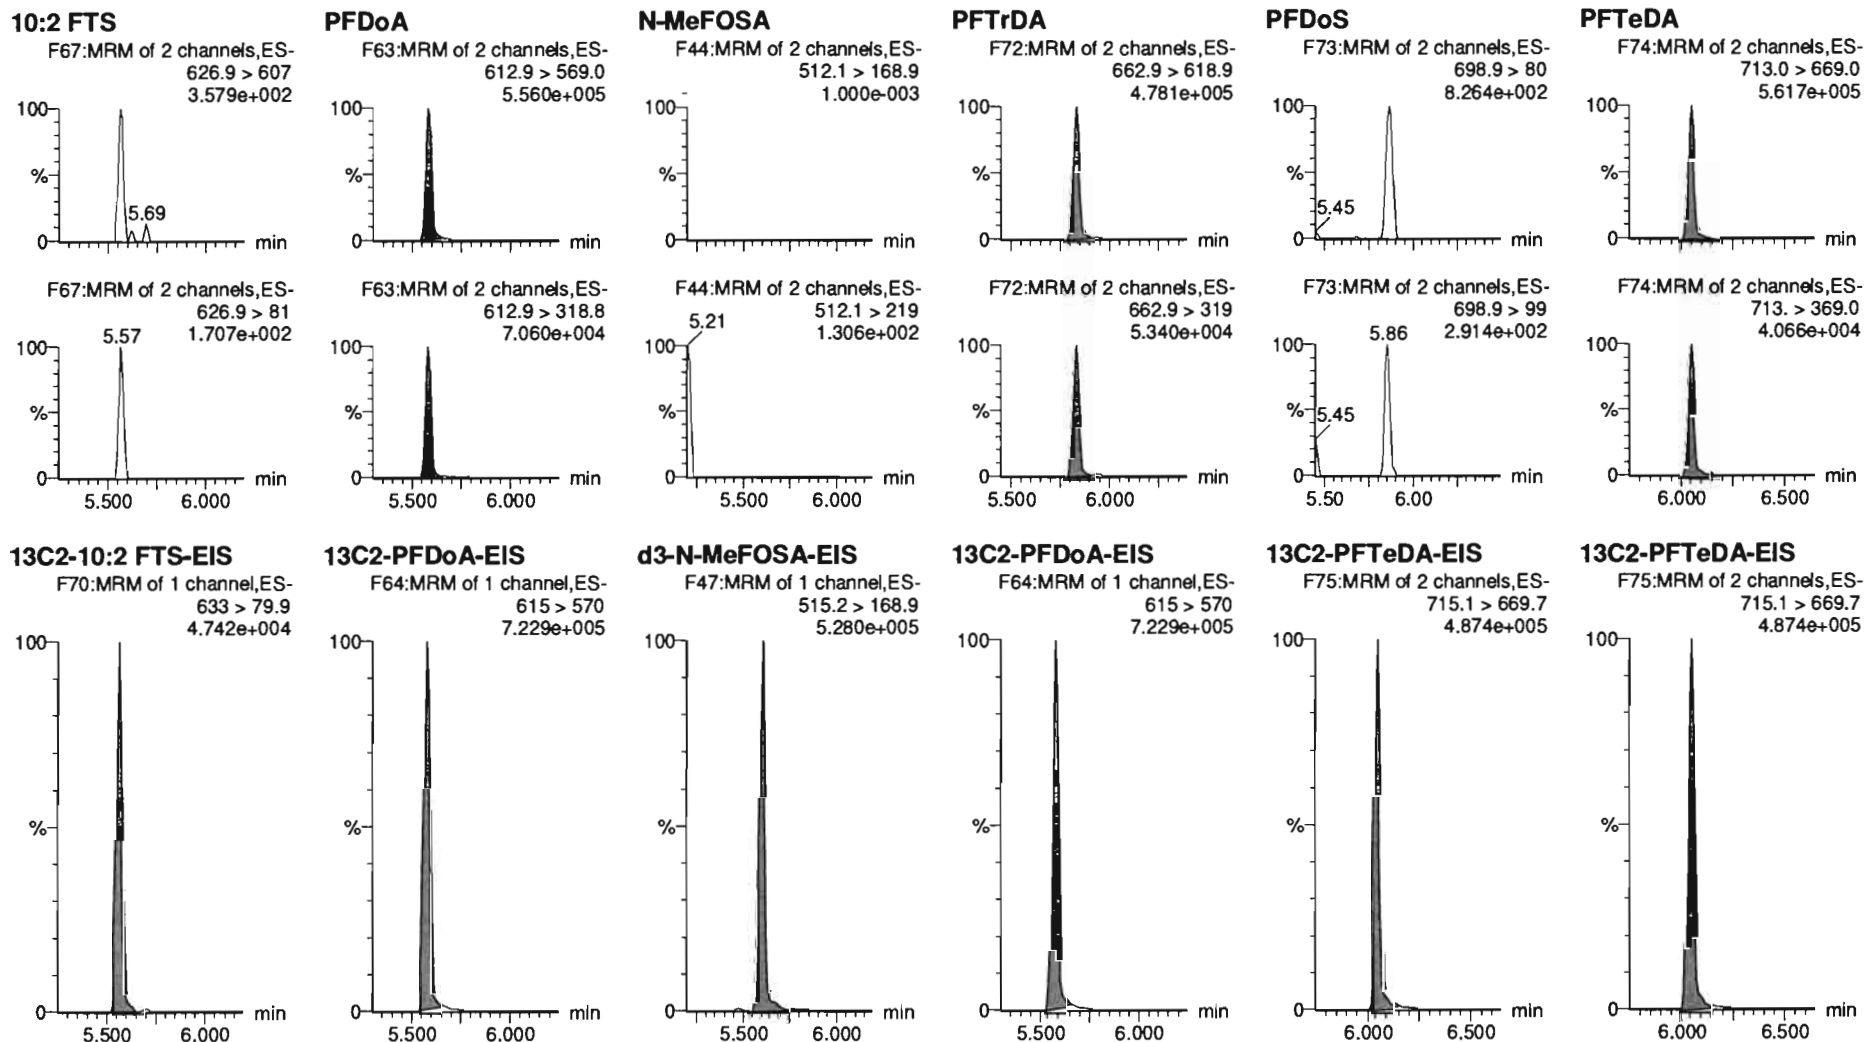 10:2 FTS
F67:MRM of 2 channels,ES-
626.9 > 607
3.579e+002
100
%
5.69
0
min
F67:MRM of 2 channels,ES-
626.9 > 81
1.707e+002
5.57
100
%
0
min
5.500 6.000
PFDoA
F63:MRM of 2 channels,ES-
612.9 > 569.0
5.560e+005
100
%
0
min
F63:MRM of 2 channels,ES-
612.9 > 318.8
7.060e+004
100
%
0
min
5.500 6.000
N-MeFOSA
F44:MRM of 2 channels,ES-
512.1 > 168.9
1.000e-003
100
%
0
min
F44:MRM of 2 channels,ES-
512.1 > 219
1.306e+002
5.21
100
%
0
min
5.500 6.000
PFTrDA
F72:MRM of 2 channels,ES-
662.9 > 618.9
4.781e+005
100
%
0
min
F72:MRM of 2 channels,ES-
662.9 > 319
5.340e+004
100
%
0
min
5.500 6.000
PFDoS
F73:MRM of 2 channels,ES-
698.9 > 80
8.264e+002
100
%
5.45
0
min
F73:MRM of 2 channels,ES-
698.9 > 99
5.86 2.914e+002
100
%
5.45
0
min
5.50 6.00
PFTeDA
F74:MRM of 2 channels,ES-
713.0 > 669.0
5.617e+005
100
%
0
min
F74:MRM of 2 channels,ES-
713. > 369.0
4.066e+004
100
%
0
min
6.000 6.500
13C2-10:2 FTS-EIS
F70:MRM of 1 channel,ES-
633 > 79.9
4.742e+004
100
%
0
min
5.500 6.000
13C2-PFDoA-EIS
F64:MRM of 1 channel,ES-
615 > 570
7.229e+005
100
%
0
min
5.500 6.000
d3-N-MeFOSA-EIS
F47:MRM of 1 channel,ES-
515.2 > 168.9
5.280e+005
100
%
0
min
5.500 6.000
13C2-PFDoA-EIS
F64:MRM of 1 channel,ES-
615 > 570
7.229e+005
100
%
0
min
5.500 6.000
13C2-PFTeDA-EIS
F75:MRM of 2 channels,ES-
715.1 > 669.7
4.874e+005
100
%
0
min
6.000 6.500
13C2-PFTeDA-EIS
F75:MRM of 2 channels,ES-
715.1 > 669.7
4.874e+005
100
%
0
min
6.000 6.500